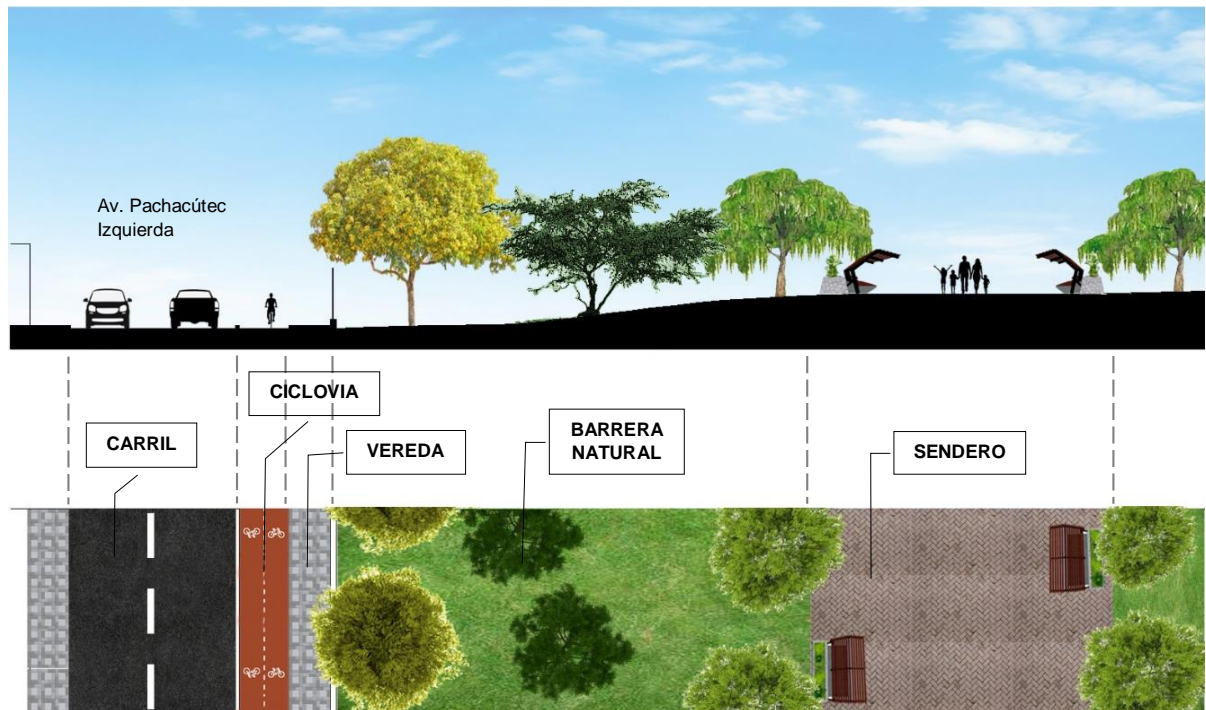 Av. Pachacútec
Izquierda
CICLOVIA
CARRIL
VEREDA
BARRERA
NATURAL
SENDERO